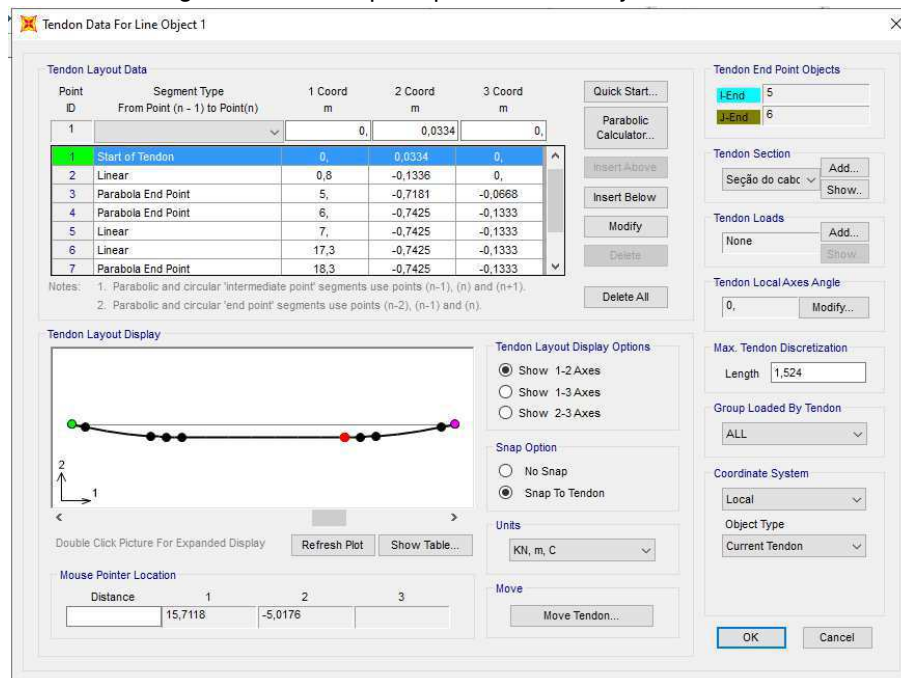 Tendon Data For Line Object 1
Tendon Layout Data
Point ID
Segment Type From Point (n - 1) to Point(n)
1 Coord m
2 Coord m
3 Coord m
1 0, 0,0334 0,
1 Start of Tendon 0, 0,0334 0,
2 Linear 0,8 -0,1336 0,
3 Parabola End Point 5, -0,7181 -0,0668
4 Parabola End Point 6, -0,7425 -0,1333
5 Linear 7, -0,7425 -0,1333
6 Linear 17,3 -0,7425 -0,1333
7 Parabola End Point 18,3 -0,7425 -0,1333
Notes: 1. Parabolic and circular 'intermediate point' segments use points (n-1), (n) and (n+1).
2. Parabolic and circular 'end point' segments use points (n-2), (n-1) and (n).
Quick Start...
Parabolic Calculator...
Insert Above
Insert Below
Modify
Delete
Delete All
Tendon End Point Objects
I-End 5
J-End 6
Tendon Section
Seção do cabc
Add...
Show..
Tendon Loads
None
Add...
Show...
Tendon Local Axes Angle
0,
Modify...
Max. Tendon Discretization
Length 1,524
Group Loaded By Tendon
ALL
Coordinate System
Local
Object Type
Current Tendon
Tendon Layout Display
2
1
Double Click Picture For Expanded Display
Refresh Plot
Show Table...
Mouse Pointer Location
Distance 1 2 3
15,7118 -5,0176
Tendon Layout Display Options
Show 1-2 Axes
Show 1-3 Axes
Show 2-3 Axes
Snap Option
No Snap
Snap To Tendon
Units
KN, m, C
Move
Move Tendon...
OK
Cancel